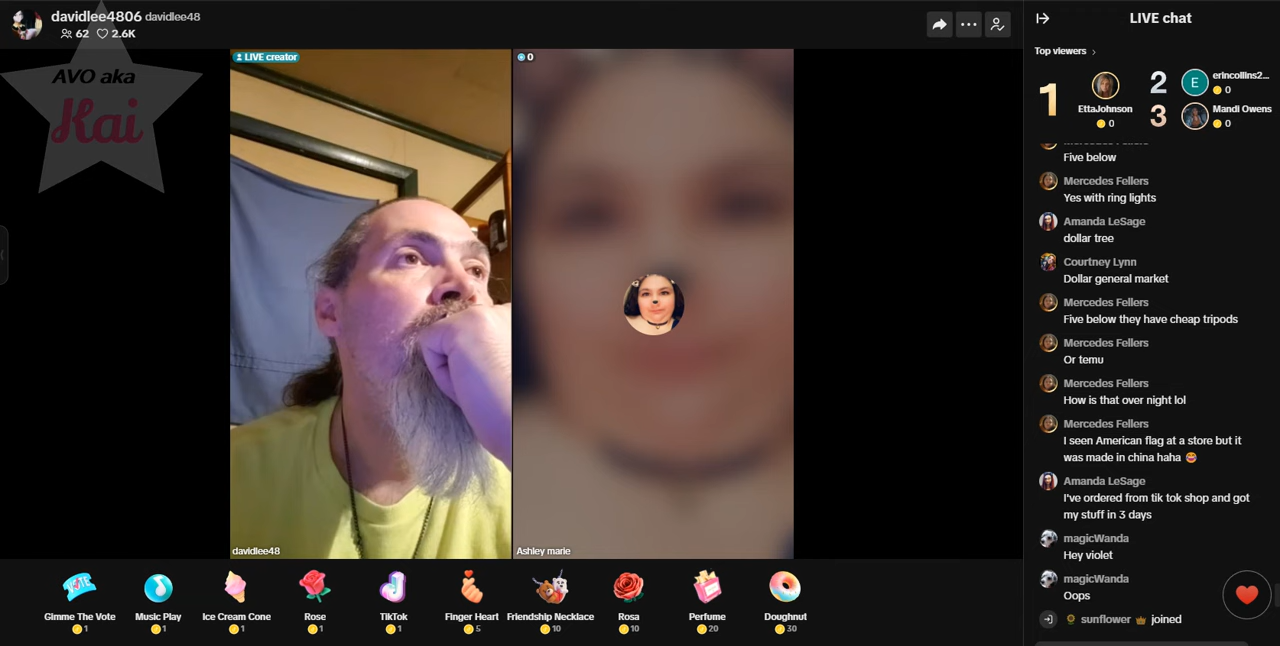 davidlee4806 davidlee48
62 2.6K
AVO aka
Kai
LIVE creator
0
davidlee48
Ashley marie
Gimme The Vote
1
Music Play
1
Ice Cream Cone
1
Rose
1
TikTok
1
Finger Heart
5
Friendship Necklace
10
Rosa
10
Perfume
20
Doughnut
30
LIVE chat
Top viewers
1
EttaJohnson
0
2
E
erincollins2...
0
3
Mandi Owens
0
Mercedes Fellers
Five below
Mercedes Fellers
Yes with ring lights
Amanda LeSage
dollar tree
Courtney Lynn
Dollar general market
Mercedes Fellers
Five below they have cheap tripods
Mercedes Fellers
Or temu
Mercedes Fellers
How is that over night lol
Mercedes Fellers
I seen American flag at a store but it
was made in china haha
Amanda LeSage
I've ordered from tik tok shop and got
my stuff in 3 days
magicWanda
Hey violet
magicWanda
Oops
sunflower joined